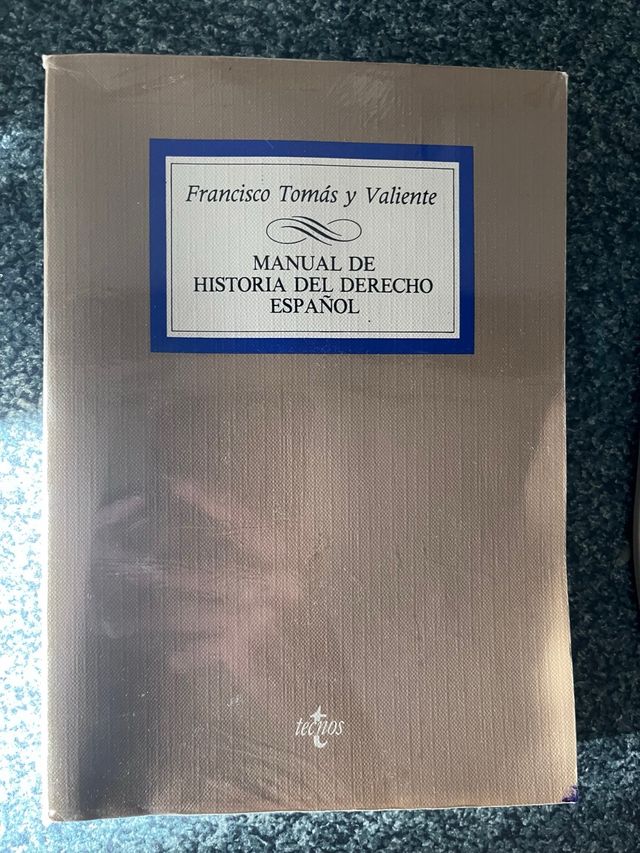 Francisco Tomás y Valiente
MANUAL DE
HISTORIA DEL DERECHO
ESPAÑOL
tecnos